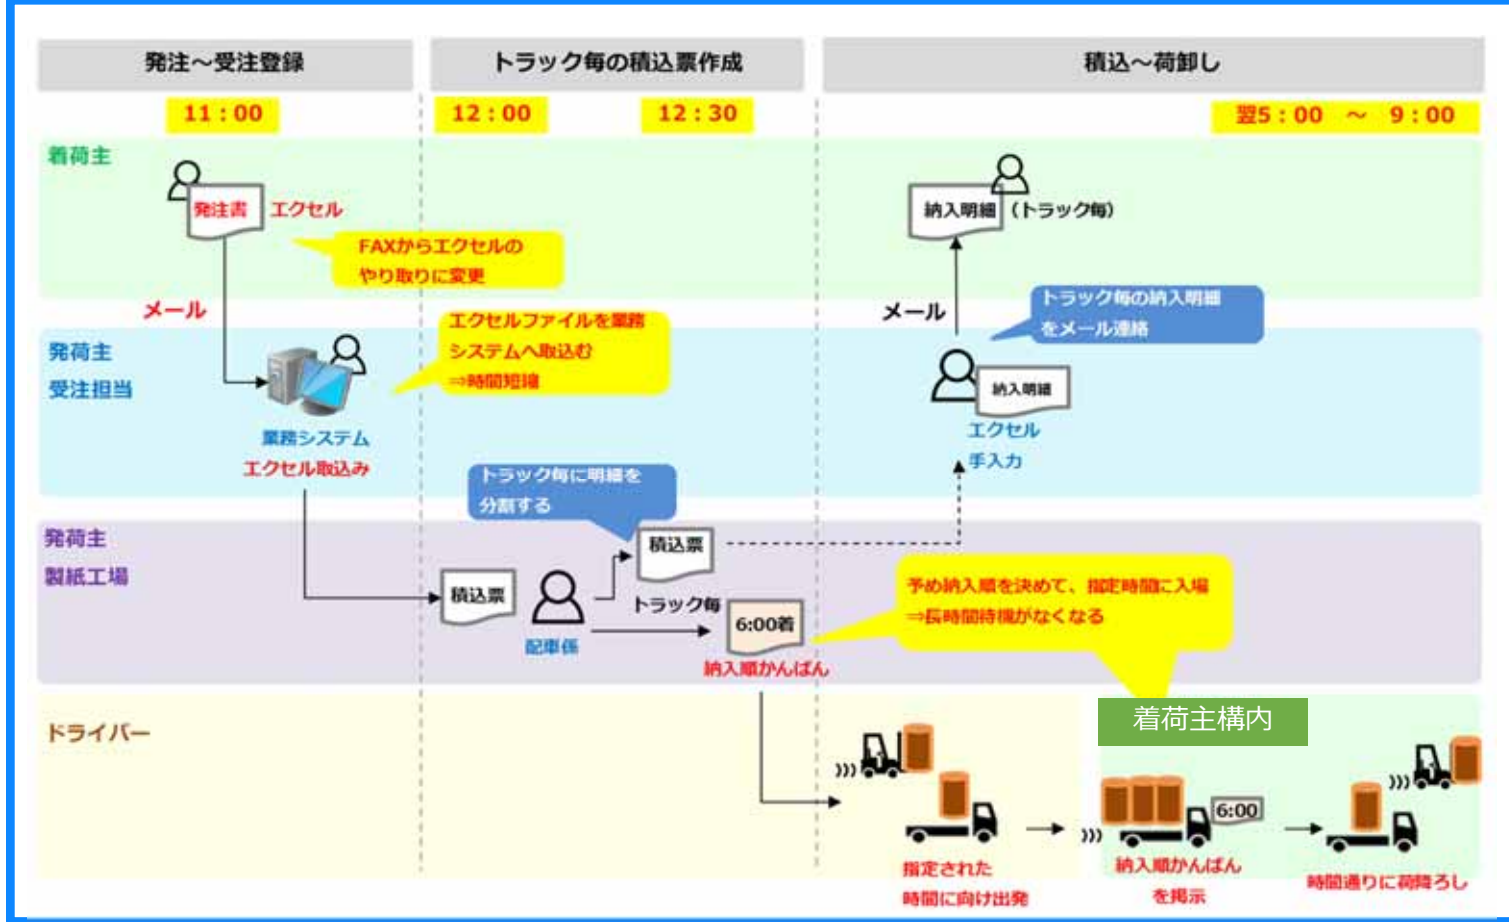 発注～受注登録
トラック毎の積込票作成
積込～荷卸し
11：00
12：00
12：30
翌5：00 ～ 9：00
着荷主
発注書
エクセル
FAXからエクセルの
やり取りに変更
メール
納入明細
（トラック毎）
メール
トラック毎の納入明細
をメール連絡
発荷主
受注担当
業務システム
エクセル取込み
エクセルファイルを業務
システムへ取込む
⇒時間短縮
納入明細
エクセル
手入力
トラック毎に明細を
分割する
発荷主
製紙工場
積込票
配車係
積込票
トラック毎
6:00着
納入順かんばん
予め納入順を決めて、指定時間に入場
⇒長時間待機がなくなる
ドライバー
着荷主構内
6:00
指定された
時間に向け出発
納入順かんばん
を掲示
時間通りに荷降ろし